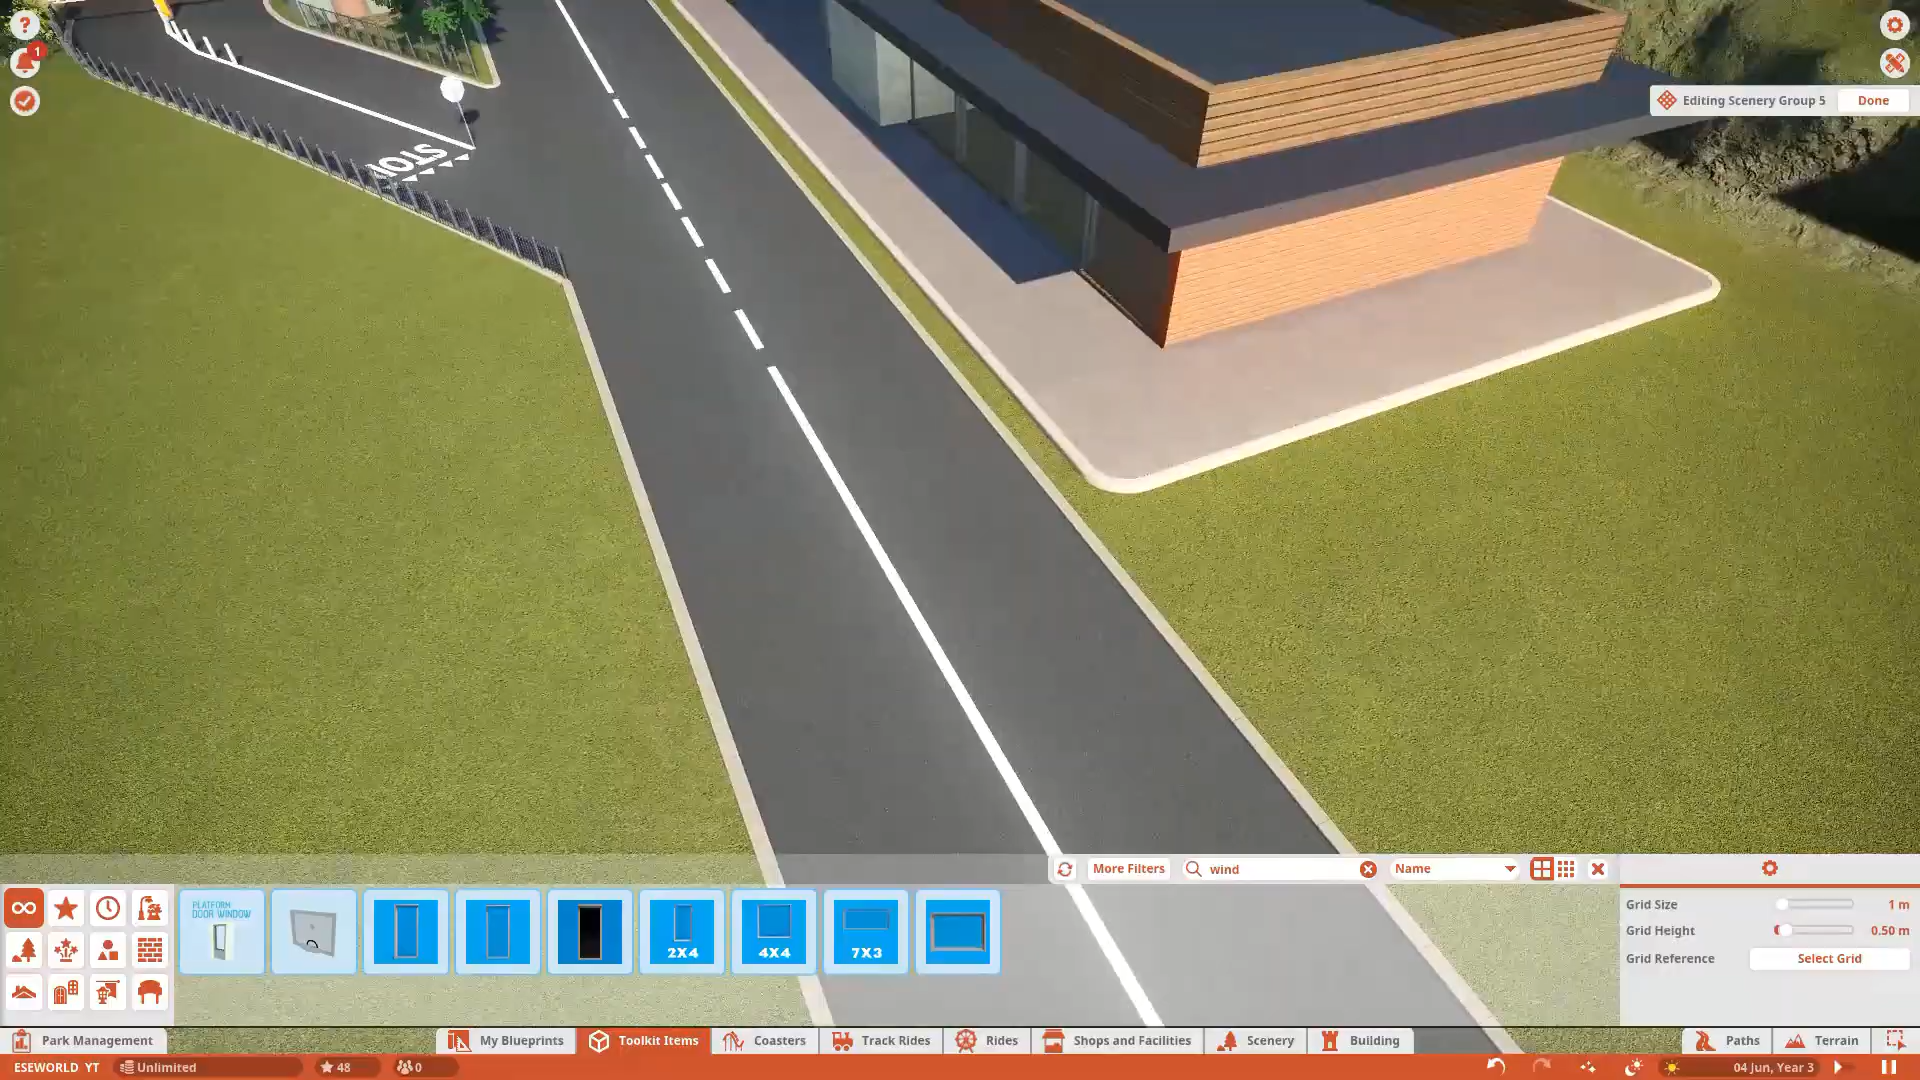 ?
1
Editing Scenery Group 5
Done
STOP
More Filters
wind
Name
PLATFORM
DOOR WINDOW
2X4
4X4
7X3
Grid Size
1 m
Grid Height
0.50 m
Grid Reference
Select Grid
Park Management
My Blueprints
Toolkit Items
Coasters
Track Rides
Rides
Shops and Facilities
Scenery
Building
Paths
Terrain
ESEWORLD YT
Unlimited
48
0
04 Jun, Year 3